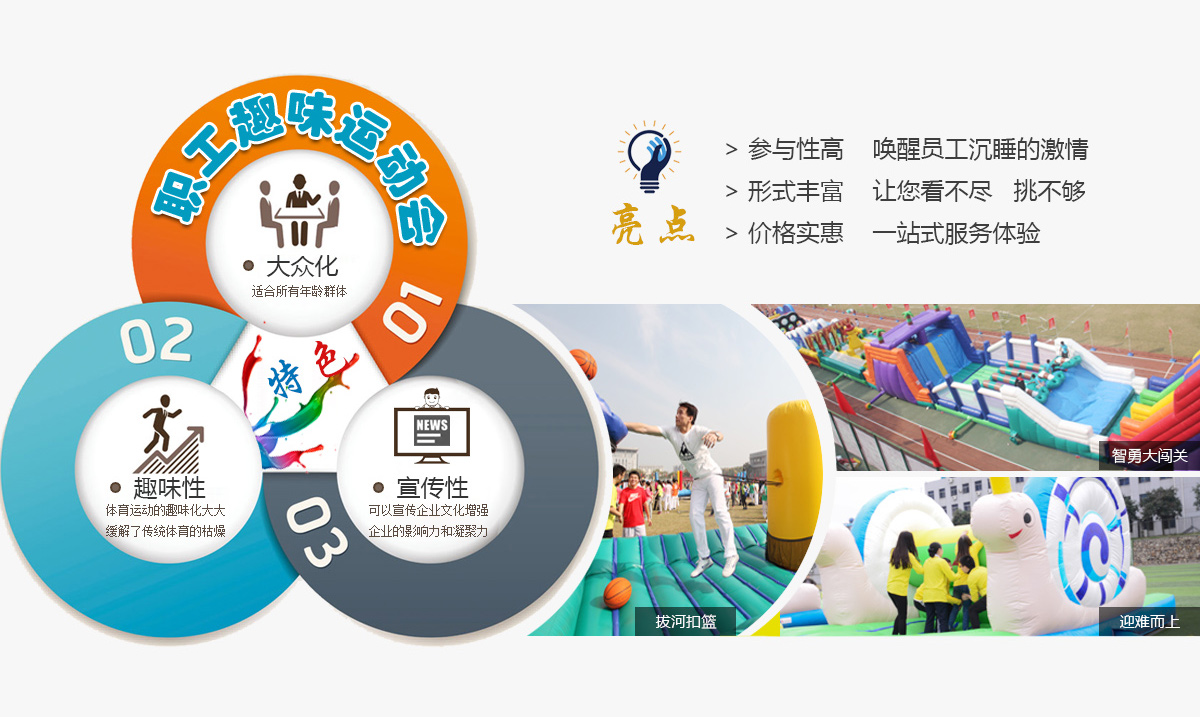 职工趣味运动会
大众化
适合所有年龄群体
01
02
特色
趣味性
体育运动的趣味化大大
缓解了传统体育的枯燥
NEWS
宣传性
可以宣传企业文化增强
企业的影响力和凝聚力
03
亮点
> 参与性高 唤醒员工沉睡的激情
> 形式丰富 让您看不尽 挑不够
> 价格实惠 一站式服务体验
拔河扣篮
智勇大闯关
迎难而上